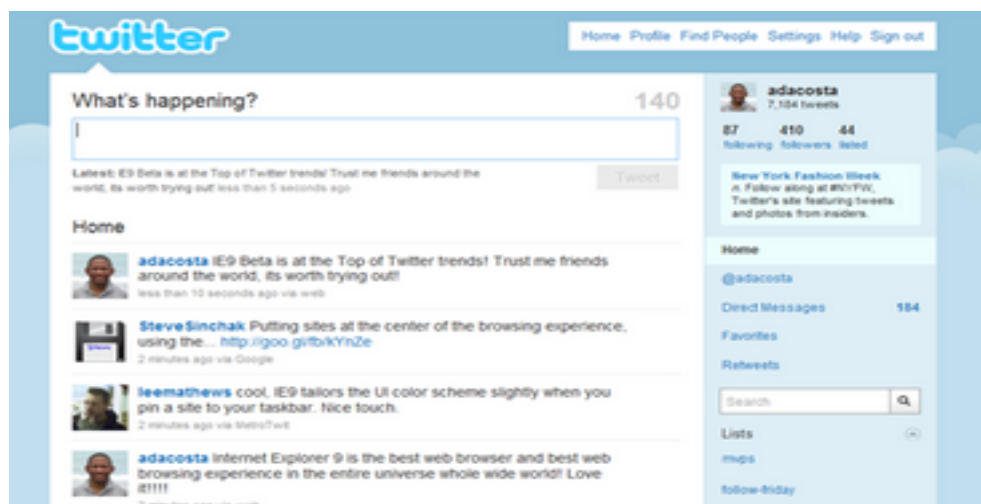 twitter
Home Profile Find People Settings Help Sign out
What's happening?
140
Latest: IE9 Beta is at the Top of Twitter trends! Trust me friends around the
world, its worth trying out! less than 5 seconds ago
Tweet
Home
adacosta IE9 Beta is at the Top of Twitter trends! Trust me friends
around the world, its worth trying out!!
less than 10 seconds ago via web
SteveSinchak Putting sites at the center of the browsing experience,
using the... http://goo.gl/fb/kYnZe
2 minutes ago via Google
leemathews cool, IE9 tailors the UI color scheme slightly when you
pin a site to your taskbar. Nice touch.
2 minutes ago via MetroTwit
adacosta Internet Explorer 9 is the best web browser and best web
browsing experience in the entire universe whole wide world!! Love
it!!!!
adacosta
7,184 tweets
87 410 44
following followers listed
New York Fashion Week
n. Follow along at #NYFW,
Twitter's site featuring tweets
and photos from insiders.
Home
@adacosta
Direct Messages 184
Favorites
Retweets
Search
Lists
mvps
follow-friday